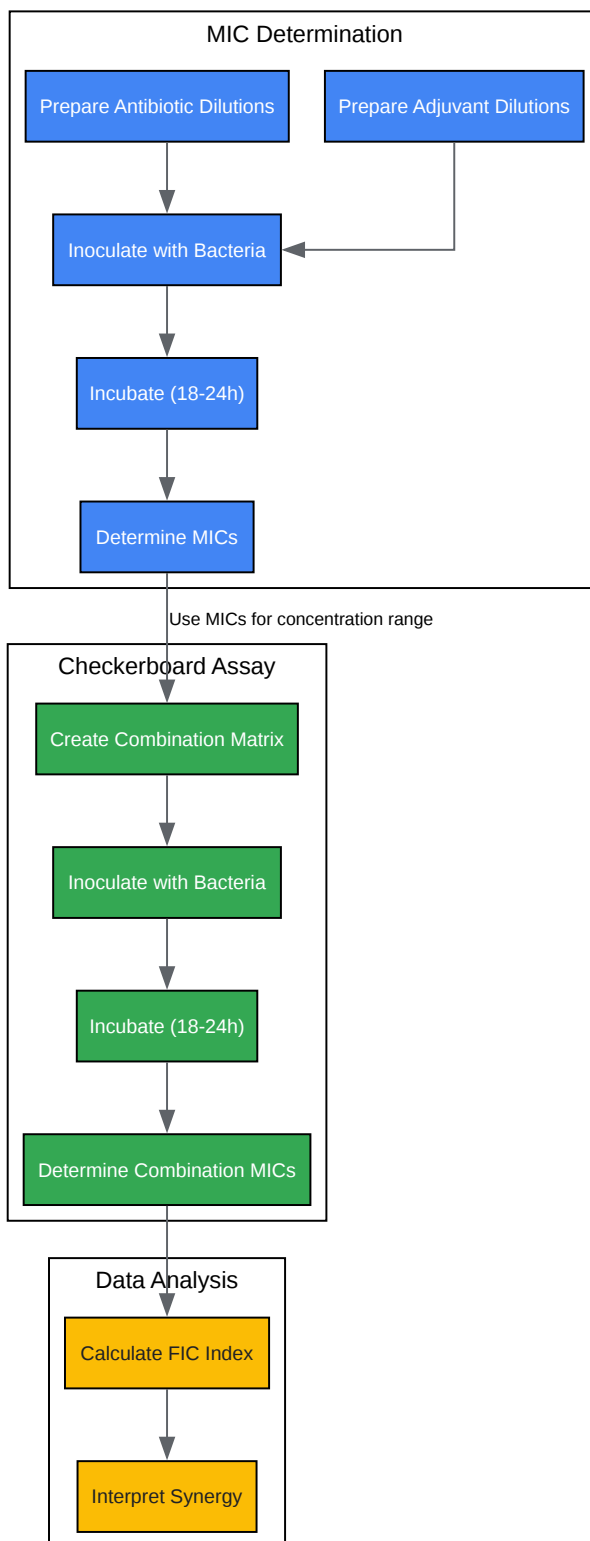 MIC Determination
Prepare Antibiotic Dilutions
Prepare Adjuvant Dilutions
Inoculate with Bacteria
Incubate (18-24h)
Determine MICs
Use MICs for concentration range
Checkerboard Assay
Create Combination Matrix
Inoculate with Bacteria
Incubate (18-24h)
Determine Combination MICs
Data Analysis
Calculate FIC Index
Interpret Synergy